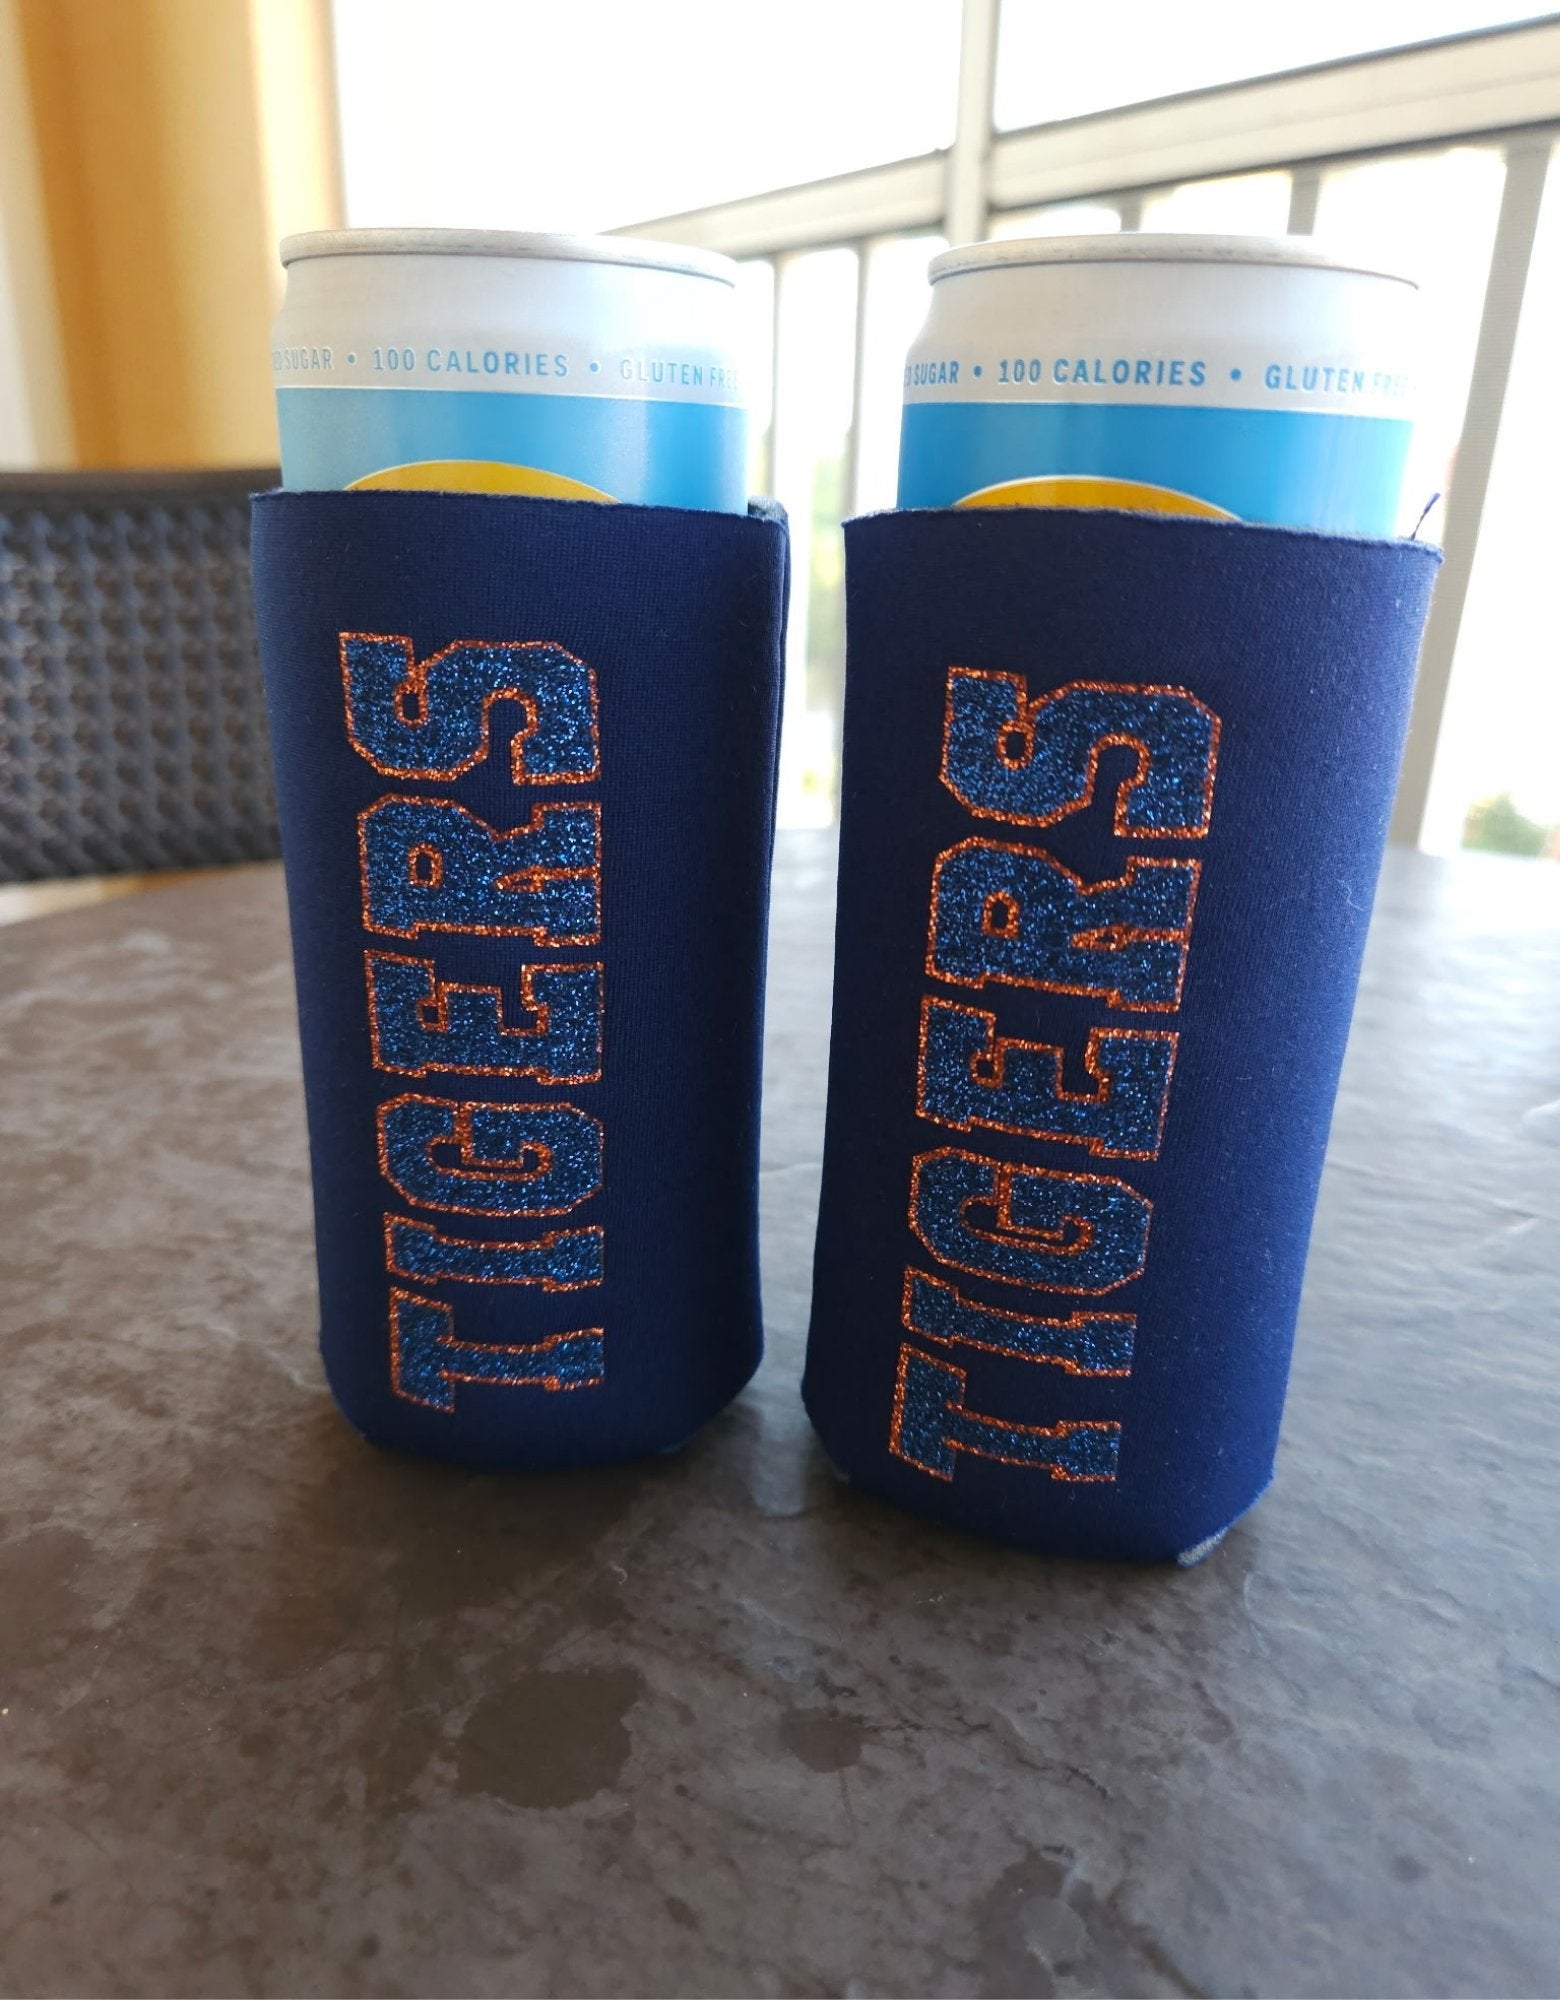 SUGAR • 100 CALORIES • GLUTEN FREE
SUGAR • 100 CALORIES • GLUTEN FREE
TIGERS
TIGERS